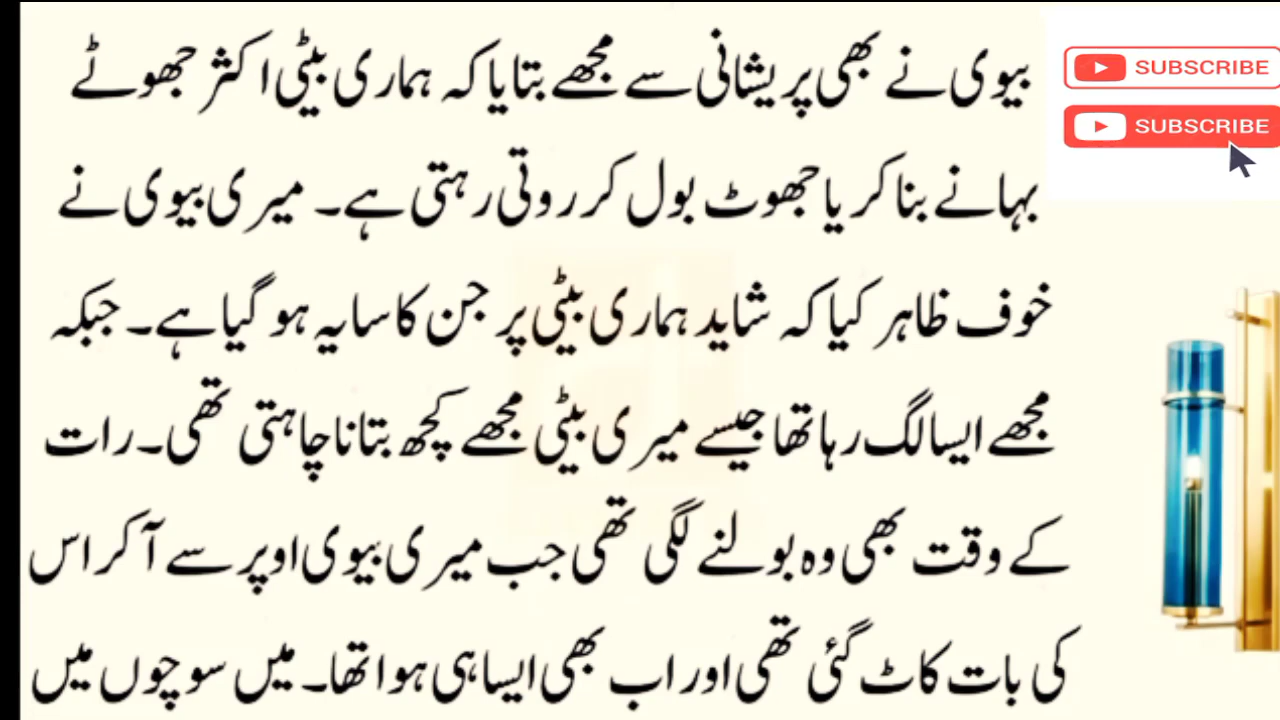 بیوی نے بھی پریشانی سے مجھے بتایا کہ ہماری بیٹی اکثر جھوٹے
بہانے بنا کر یا جھوٹ بول کر روتی رہتی ہے۔ میری بیوی نے
خوف ظاہر کیا کہ شاید ہماری بیٹی پر جن کا سایہ ہو گیا ہے۔ جبکہ
مجھے ایسا لگ رہا تھا جیسے میری بیٹی مجھے کچھ بتانا چاہتی تھی۔ رات
کے وقت بھی وہ بولنے لگی تھی جب میری بیوی اوپر سے آ کر اس
کی بات کاٹ گئی تھی اور اب بھی ایسا ہی ہوا تھا۔ میں سوچوں میں
SUBSCRIBE
SUBSCRIBE